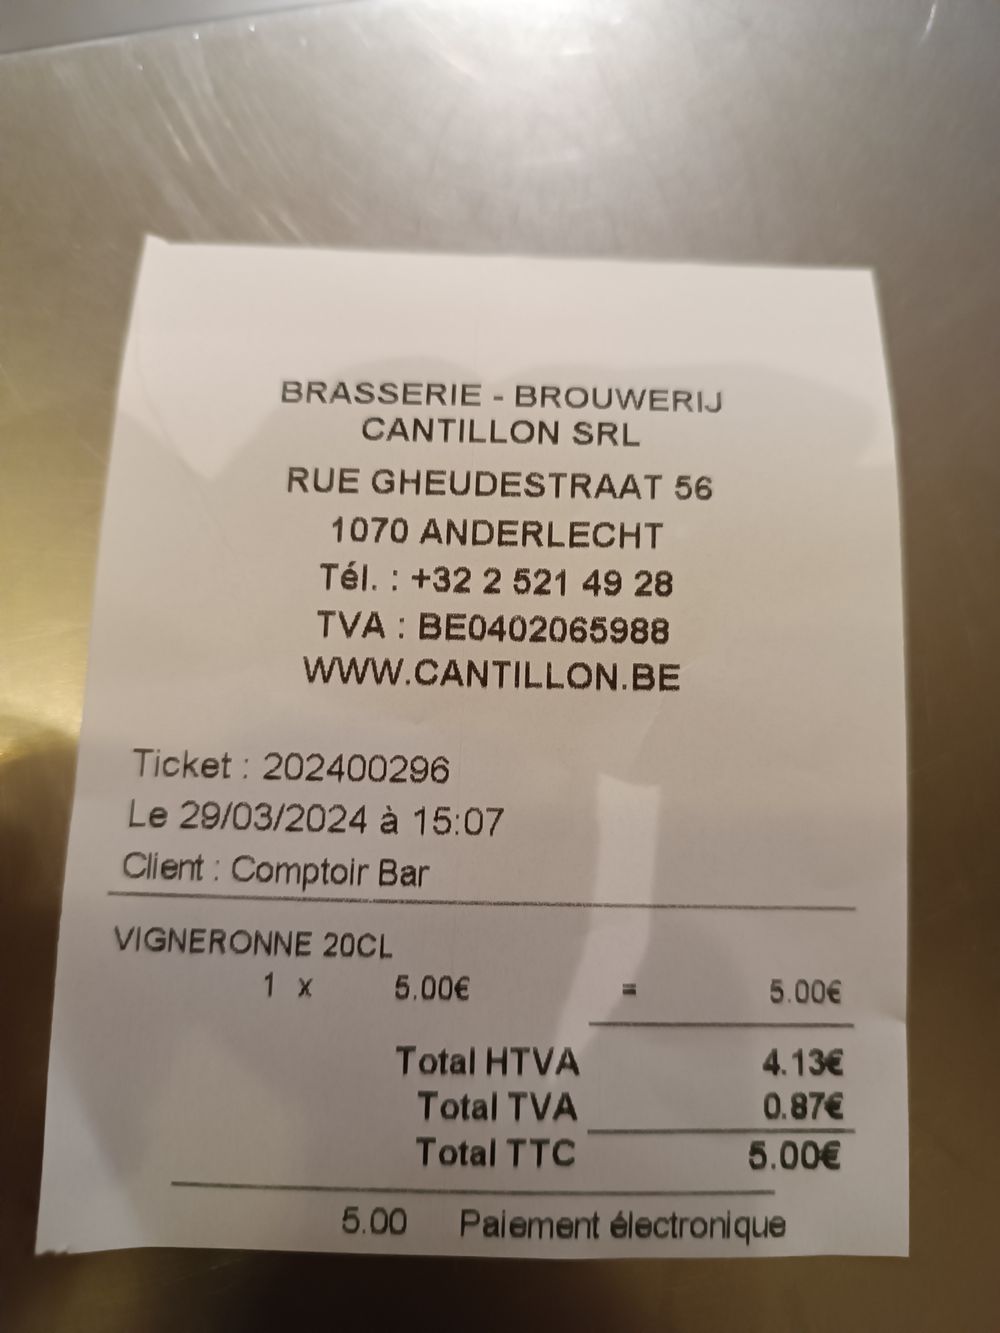 BRASSERIE - BROUWERIJ
CANTILLON SRL
RUE GHEUDESTRAAT 56
1070 ANDERLECHT
Tél. : +32 2 521 49 28
TVA : BE0402065988
WWW.CANTILLON.BE
Ticket : 202400296
Le 29/03/2024 à 15:07
Client : Comptoir Bar
VIGNERONNE 20CL
1 x 5.00€ = 5.00€
Total HTVA 4.13€
Total TVA 0.87€
Total TTC 5.00€
5.00 Paiement électronique